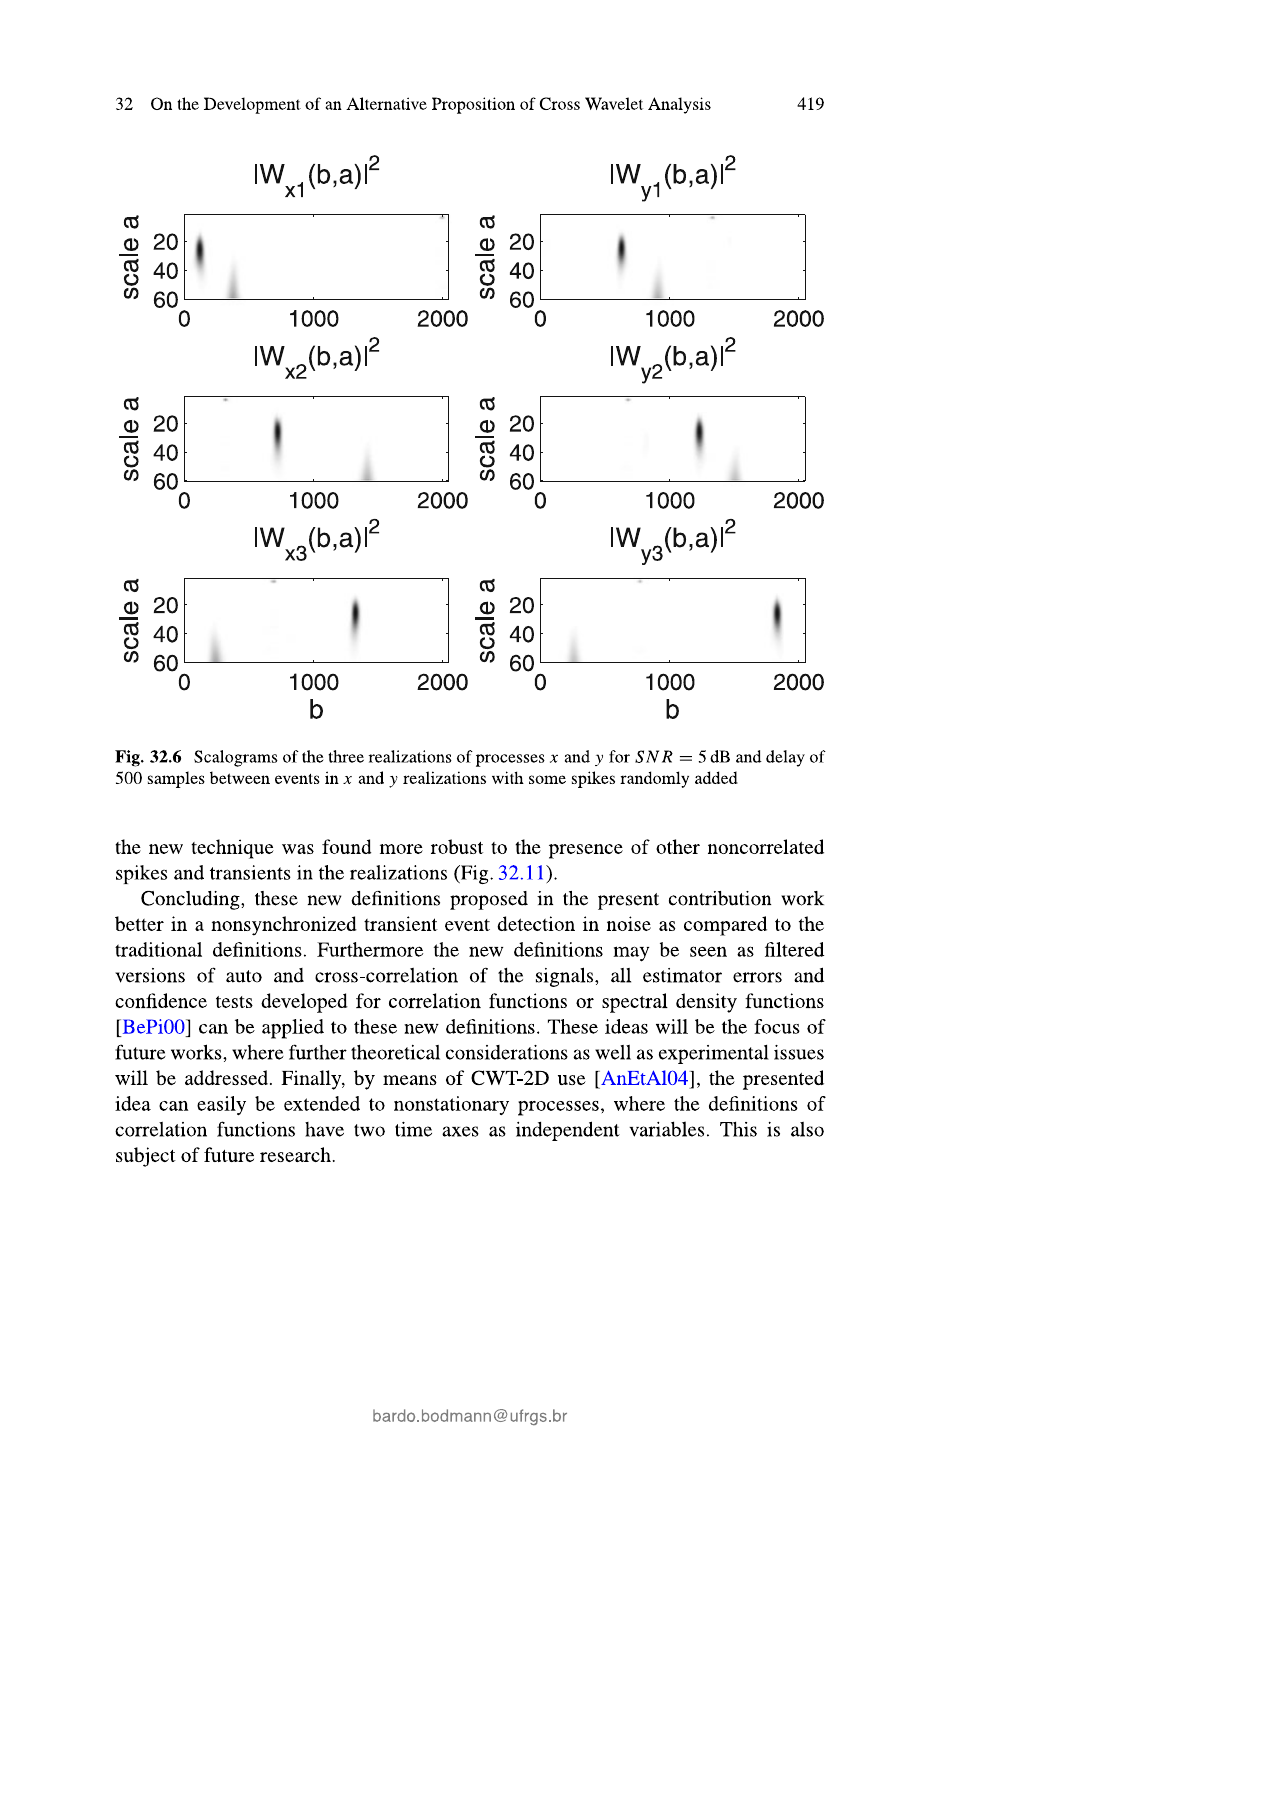 32 On the Development of an Alternative Proposition of Cross Wavelet Analysis 419
|Wx1(b,a)|2
|Wy1(b,a)|2
scale a
20
40
60
0 1000 2000
scale a
20
40
60
0 1000 2000
|Wx2(b,a)|2
|Wy2(b,a)|2
scale a
20
40
60
0 1000 2000
scale a
20
40
60
0 1000 2000
|Wx3(b,a)|2
|Wy3(b,a)|2
scale a
20
40
60
0 1000 2000
b
scale a
20
40
60
0 1000 2000
b
Fig. 32.6 Scalograms of the three realizations of processes x and y for SNR = 5 dB and delay of
500 samples between events in x and y realizations with some spikes randomly added
the new technique was found more robust to the presence of other noncorrelated
spikes and transients in the realizations (Fig. 32.11).
Concluding, these new definitions proposed in the present contribution work
better in a nonsynchronized transient event detection in noise as compared to the
traditional definitions. Furthermore the new definitions may be seen as filtered
versions of auto and cross-correlation of the signals, all estimator errors and
confidence tests developed for correlation functions or spectral density functions
[BePi00] can be applied to these new definitions. These ideas will be the focus of
future works, where further theoretical considerations as well as experimental issues
will be addressed. Finally, by means of CWT-2D use [AnEtAl04], the presented
idea can easily be extended to nonstationary processes, where the definitions of
correlation functions have two time axes as independent variables. This is also
subject of future research.
bardo.bodmann@ufrgs.br